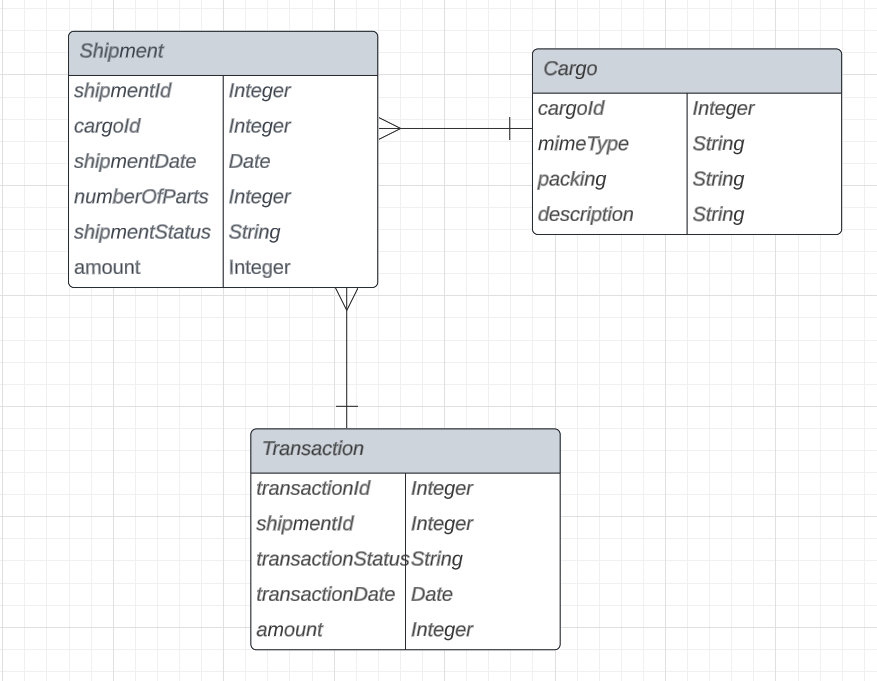 Shipment
shipmentId Integer
cargoId Integer
shipmentDate Date
numberOfParts Integer
shipmentStatus String
amount Integer
Cargo
cargoId Integer
mimeType String
packing String
description String
Transaction
transactionId Integer
shipmentId Integer
transactionStatus String
transactionDate Date
amount Integer